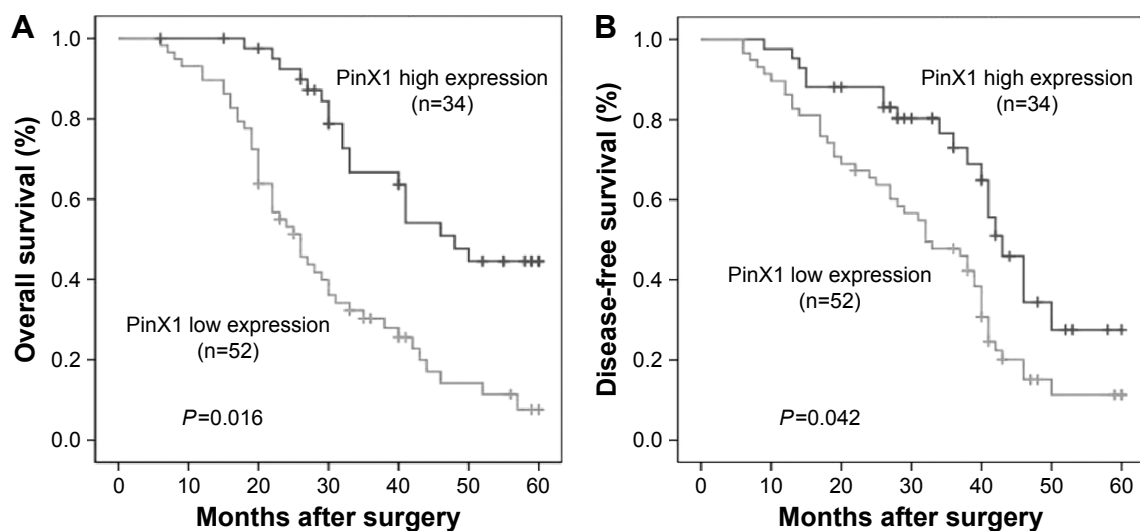 A
Overall survival (%)
1.0
0.8
0.6
0.4
0.2
0.0
PinX1 high expression
(n=34)
PinX1 low expression
(n=52)
P=0.016
0 10 20 30 40 50 60
Months after surgery
B
Disease-free survival (%)
1.0
0.8
0.6
0.4
0.2
0.0
PinX1 high expression
(n=34)
PinX1 low expression
(n=52)
P=0.042
0 10 20 30 40 50 60
Months after surgery